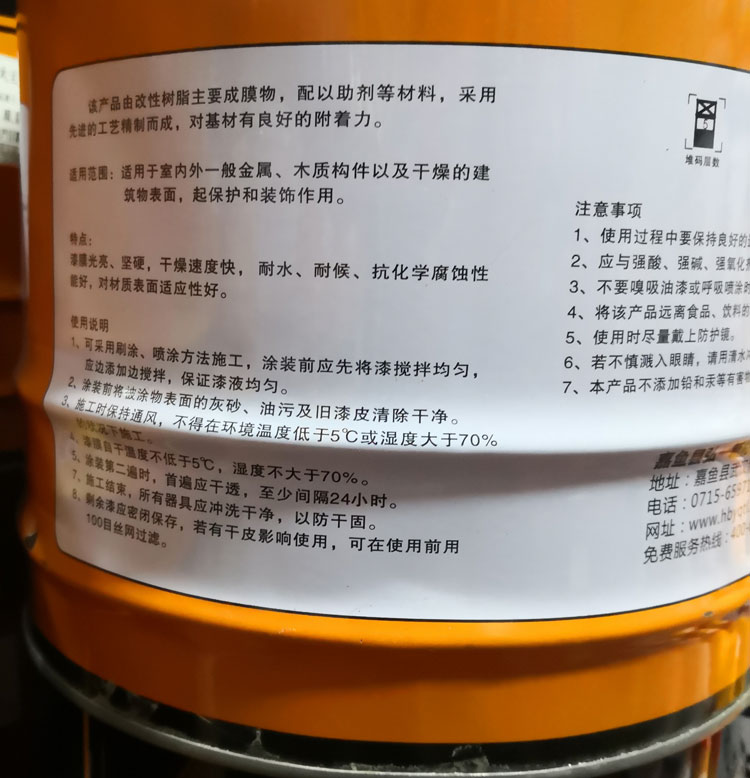 该产品由改性树脂主要成膜物，配以助剂等材料，采用
先进的工艺精制而成，对基材有良好的附着力。
适用范围：适用于室内外一般金属、木质构件以及干燥的建
筑物表面，起保护和装饰作用。
特点：
漆膜光亮、坚硬，干燥速度快，耐水、耐候、抗化学腐蚀性
能好，对材质表面适应性好。
使用说明
1、可采用刷涂、喷涂方法施工，涂装前应先将漆搅拌均匀，
应边添加边搅拌，保证漆液均匀。
2、涂装前将被涂物表面的灰砂、油污及旧漆皮清除干净。
3、施工时保持通风，不得在环境温度低于5℃或湿度大于70%
的状况下施工。
4、漆膜自干温度不低于5℃，湿度不大于70%。
5、涂装第二遍时，首遍应干透，至少间隔24小时。
7、施工结束，所有器具应冲洗干净，以防干固。
8、剩余漆应密闭保存，若有干皮影响使用，可在使用前用
100目丝网过滤。
5
堆码层数
注意事项
1、使用过程中要保持良好的
2、应与强酸、强碱、强氧化
3、不要嗅吸油漆或呼吸喷涂时
4、将该产品远离食品、饮料的
5、使用时尽量戴上防护镜。
6、若不慎溅入眼睛，请用清水
7、本产品不添加铅和汞等有害物
嘉鱼县
地址：嘉鱼县
电话：0715-659
网址：www.hby
免费服务热线：400